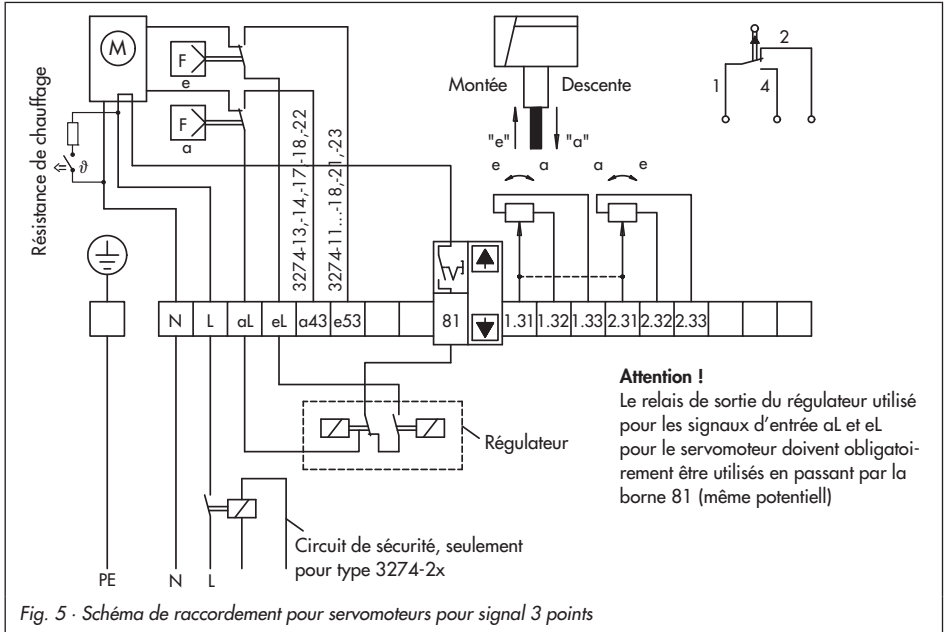 M
F
e
F
a
Résistance de chauffage
ϑ
3274-13,-14,-17,-18,-22
3274-11...-18,-21,-23
Montée
Descente
"e"
"a"
e
a
a
e
1
2
4
N
L
aL
eL
a43
e53
81
1.31
1.32
1.33
2.31
2.32
2.33
Régulateur
Attention !
Le relais de sortie du régulateur utilisé
pour les signaux d'entrée aL et eL
pour le servomoteur doivent obligatoi-
rement être utilisés en passant par la
borne 81 (même potentiell)
Circuit de sécurité, seulement
pour type 3274-2x
PE
N
L
Fig. 5 · Schéma de raccordement pour servomoteurs pour signal 3 points